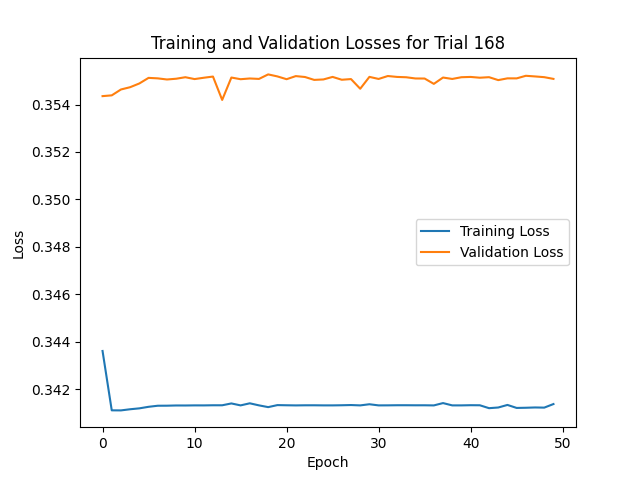 Training and Validation Losses for Trial 168
Loss
0.354
0.352
0.350
0.348
0.346
0.344
0.342
Training Loss
Validation Loss
0
10
20
30
40
50
Epoch